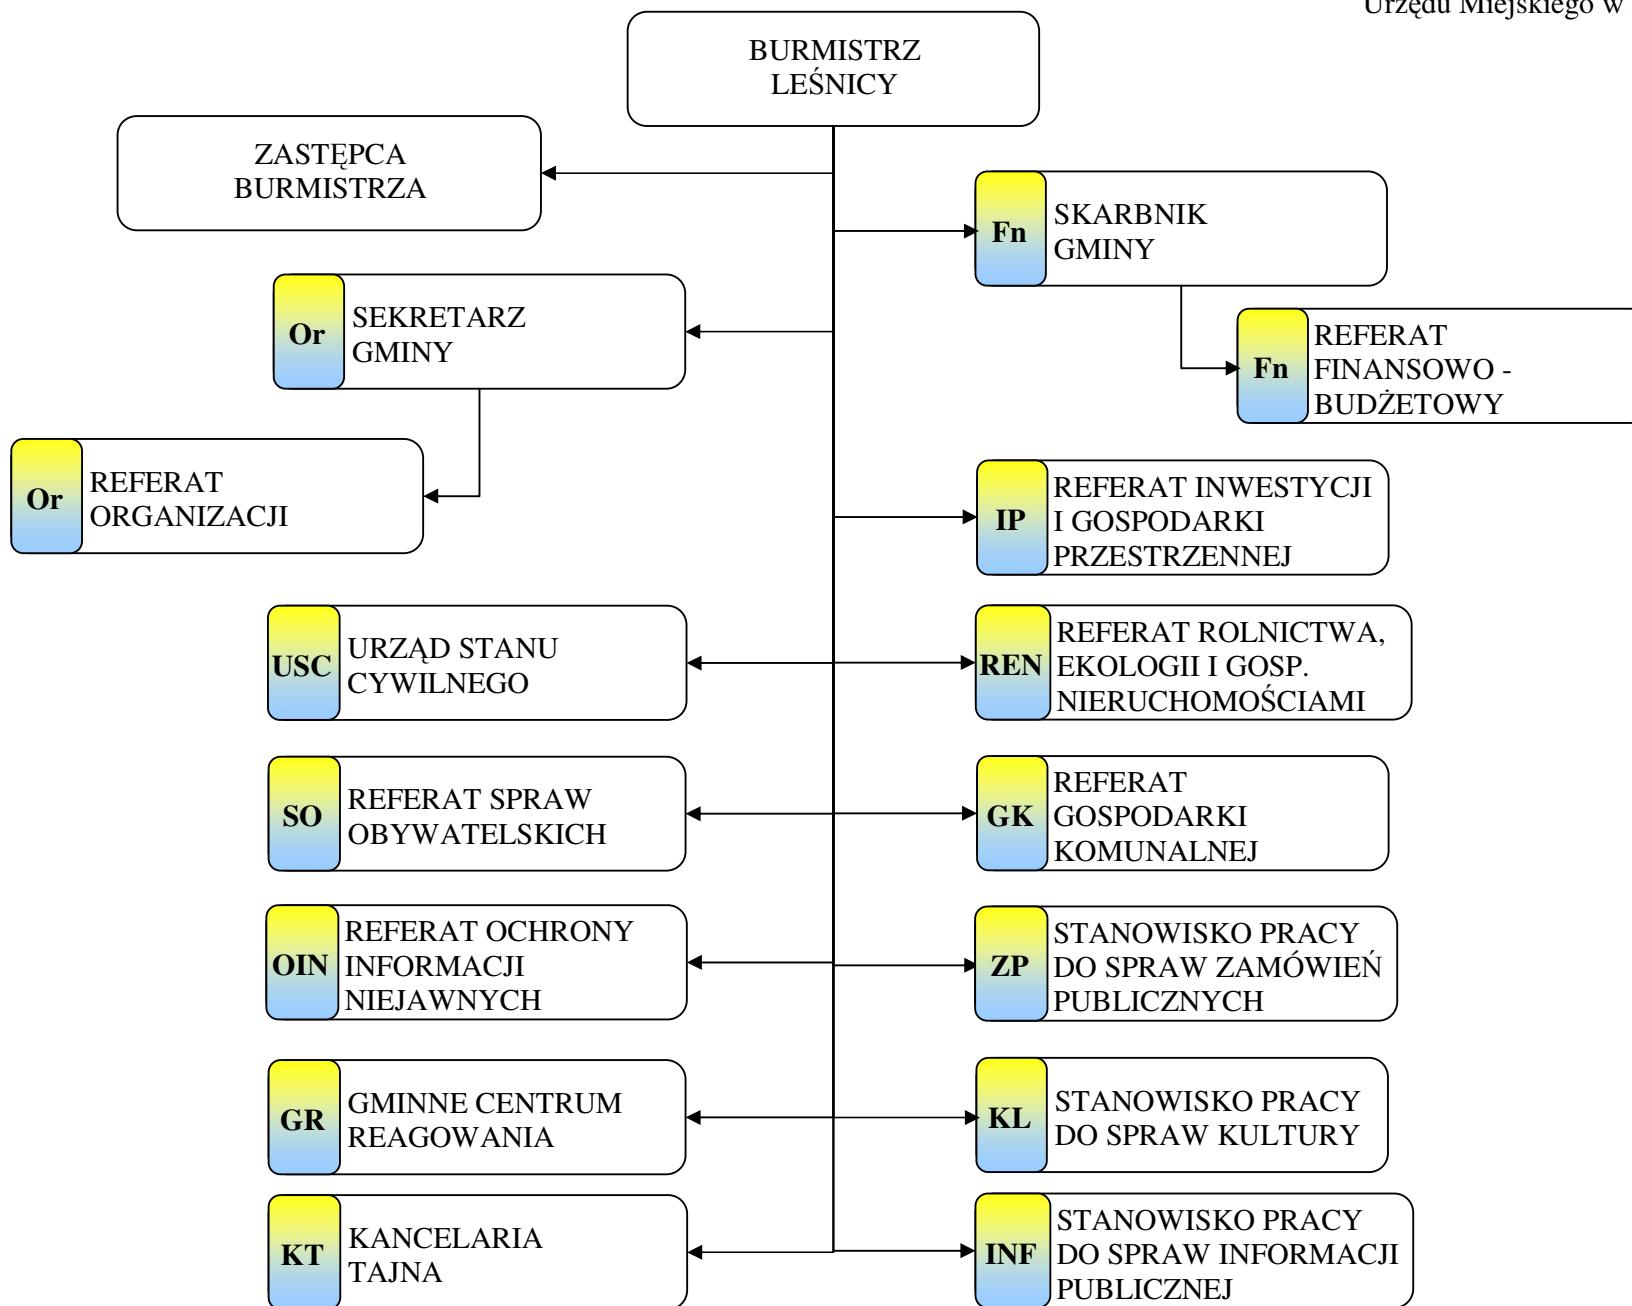 Urzędu Miejskiego w
BURMISTRZ
LEŚNICY
ZASTĘPCA
BURMISTRZA
Fn
SKARBNIK
GMINY
Or
SEKRETARZ
GMINY
Fn
REFERAT
FINANSOWO -
BUDŻETOWY
Or
REFERAT
ORGANIZACJI
IP
REFERAT INWESTYCJI
I GOSPODARKI
PRZESTRZENNEJ
USC
URZĄD STANU
CYWILNEGO
REN
REFERAT ROLNICTWA,
EKOLOGII I GOSP.
NIERUCHOMOŚCIAMI
SO
REFERAT SPRAW
OBYWATELSKICH
GK
REFERAT
GOSPODARKI
KOMUNALNEJ
OIN
REFERAT OCHRONY
INFORMACJI
NIEJAWNYCH
ZP
STANOWISKO PRACY
DO SPRAW ZAMÓWIEŃ
PUBLICZNYCH
GR
GMINNE CENTRUM
REAGOWANIA
KL
STANOWISKO PRACY
DO SPRAW KULTURY
KT
KANCELARIA
TAJNA
INF
STANOWISKO PRACY
DO SPRAW INFORMACJI
PUBLICZNEJ